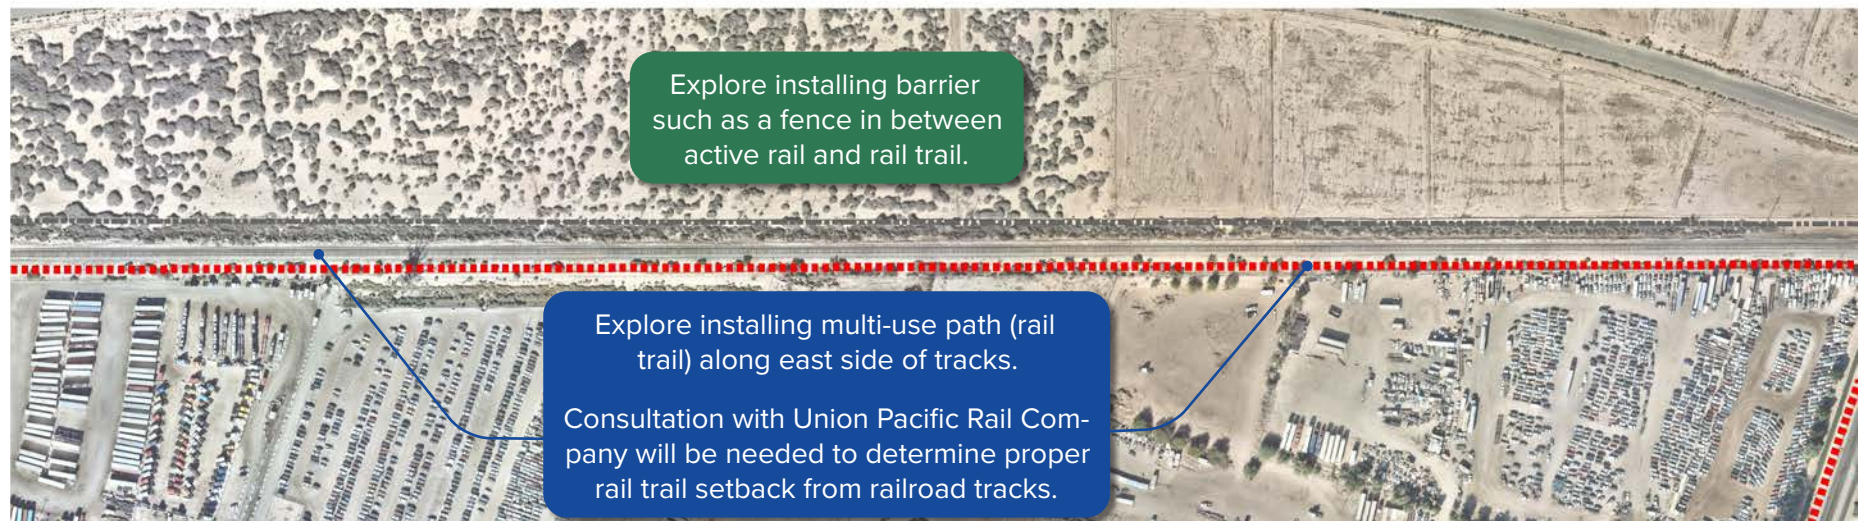 Explore installing barrier
such as a fence in between
active rail and rail trail.
Explore installing multi-use path (rail
trail) along east side of tracks.
Consultation with Union Pacific Rail Com-
pany will be needed to determine proper
rail trail setback from railroad tracks.